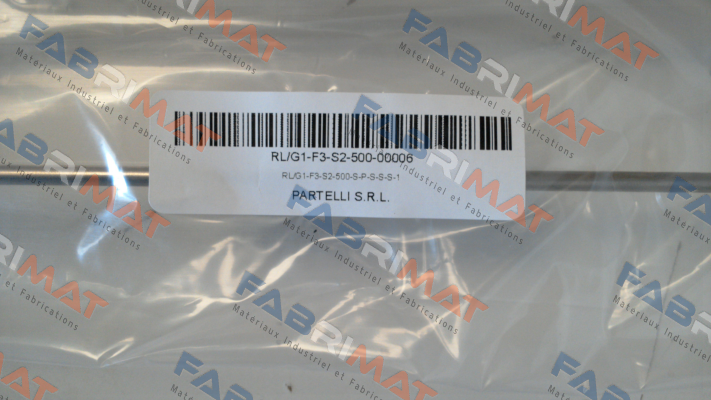 RL/G1-F3-S2-500-00006
RL/G1-F3-S2-500-S-P-S-S-S-1
PARTELLI S.R.L.
FABRIMAT
Materiaux Industriel et Fabrications